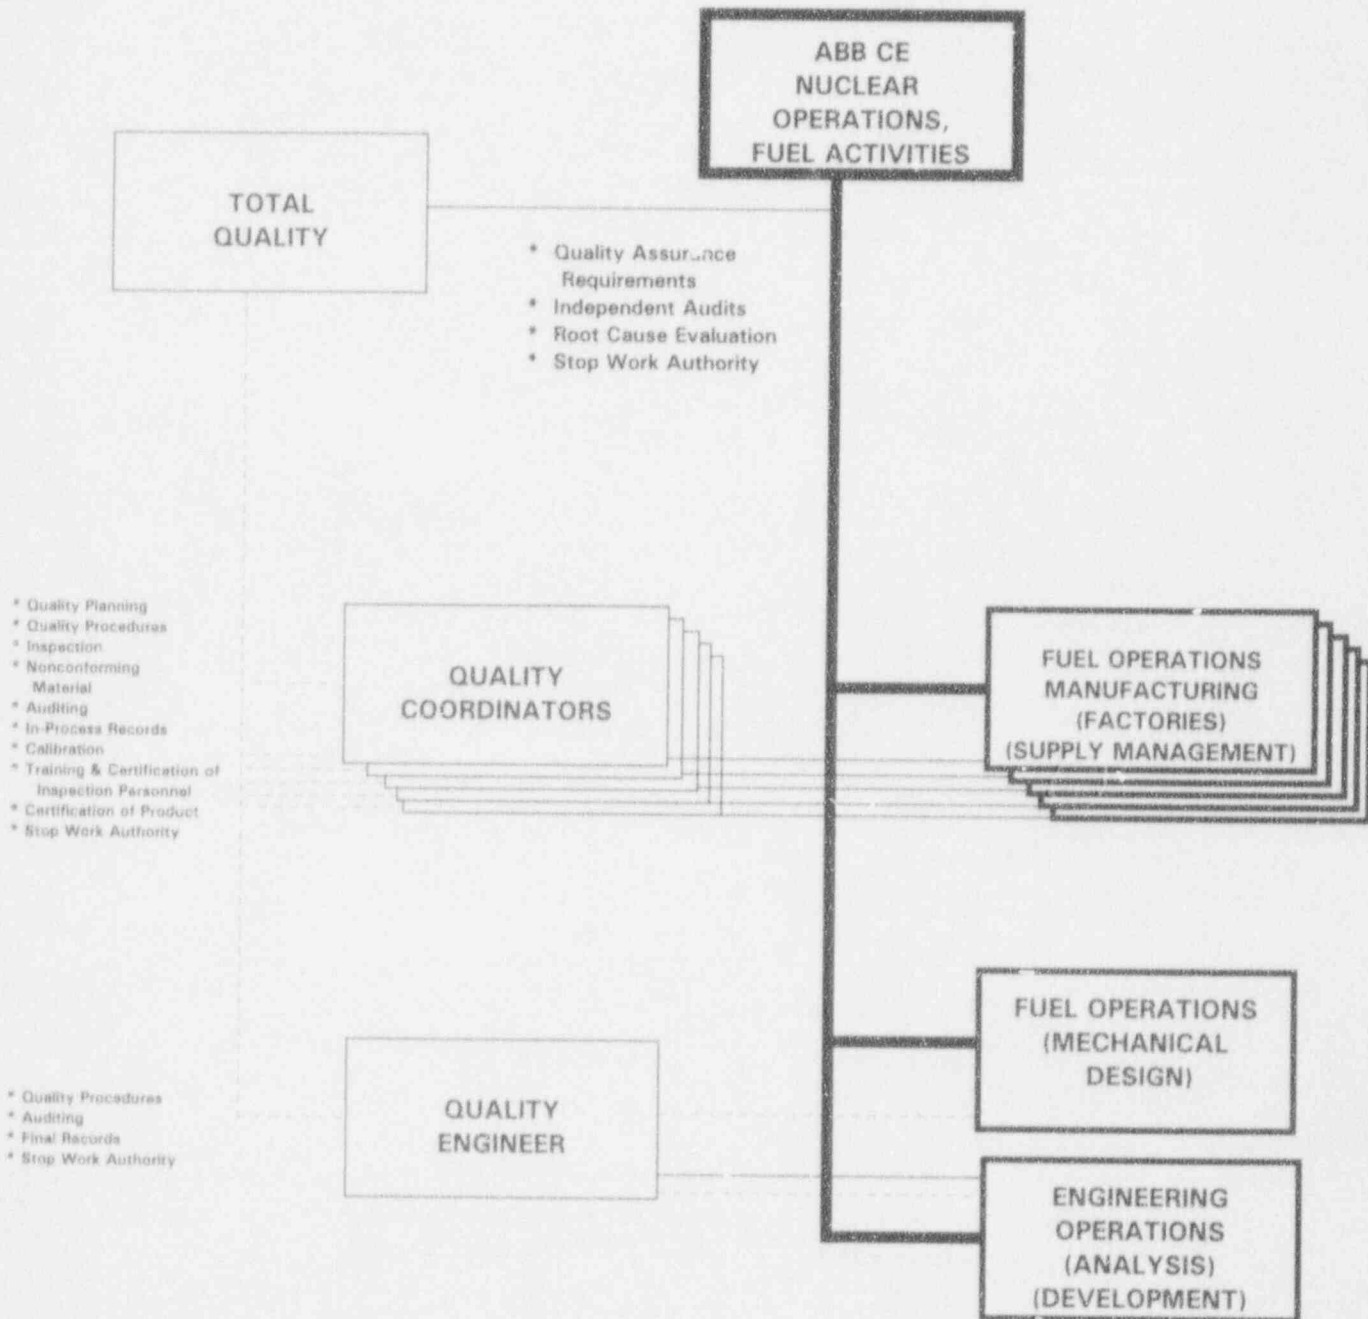 ABB CE
NUCLEAR
OPERATIONS,
FUEL ACTIVITIES
TOTAL
QUALITY
* Quality Assurance
Requirements
* Independent Audits
* Root Cause Evaluation
* Stop Work Authority
* Quality Planning
* Quality Procedures
* Inspection
* Nonconforming
Material
* Auditing
* In-Process Records
* Calibration
* Training & Certification of
Inspection Personnel
* Certification of Product
* Stop Work Authority
QUALITY
COORDINATORS
FUEL OPERATIONS
MANUFACTURING
(FACTORIES)
(SUPPLY MANAGEMENT)
FUEL OPERATIONS
(MECHANICAL
DESIGN)
* Quality Procedures
* Auditing
* Final Records
* Stop Work Authority
QUALITY
ENGINEER
ENGINEERING
OPERATIONS
(ANALYSIS)
(DEVELOPMENT)